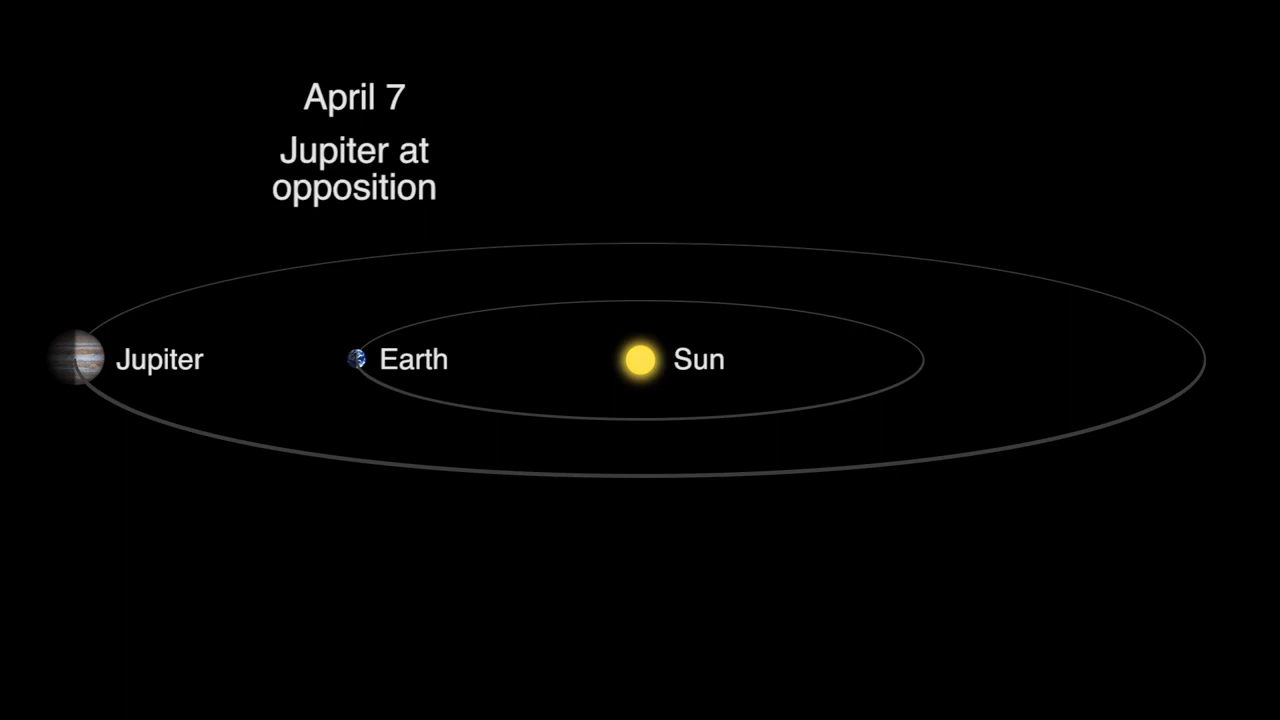 April 7
Jupiter at
opposition
Jupiter
Earth
Sun